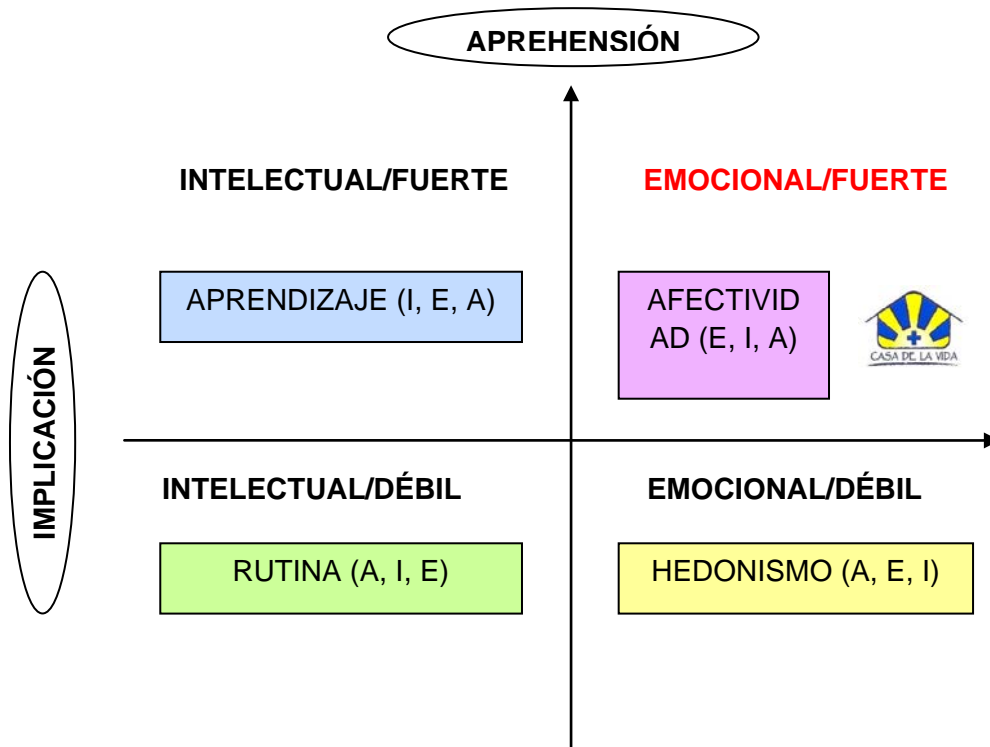 APREHENSIÓN
INTELECTUAL/FUERTE
EMOCIONAL/FUERTE
APRENDIZAJE (I, E, A)
AFECTIVID
AD (E, I, A)
CASA DE LA VIDA
IMPLICACIÓN
INTELECTUAL/DÉBIL
EMOCIONAL/DÉBIL
RUTINA (A, I, E)
HEDONISMO (A, E, I)